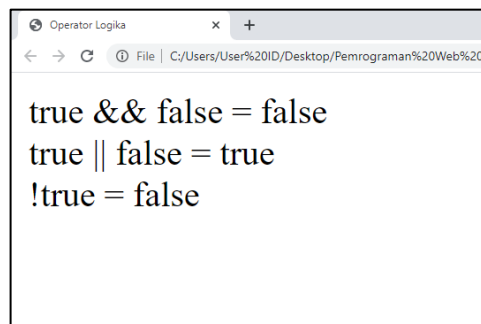 Operator Logika
File | C:/Users/User%20ID/Desktop/Pemrograman%20Web%20
true && false = false
true || false = true
!true = false